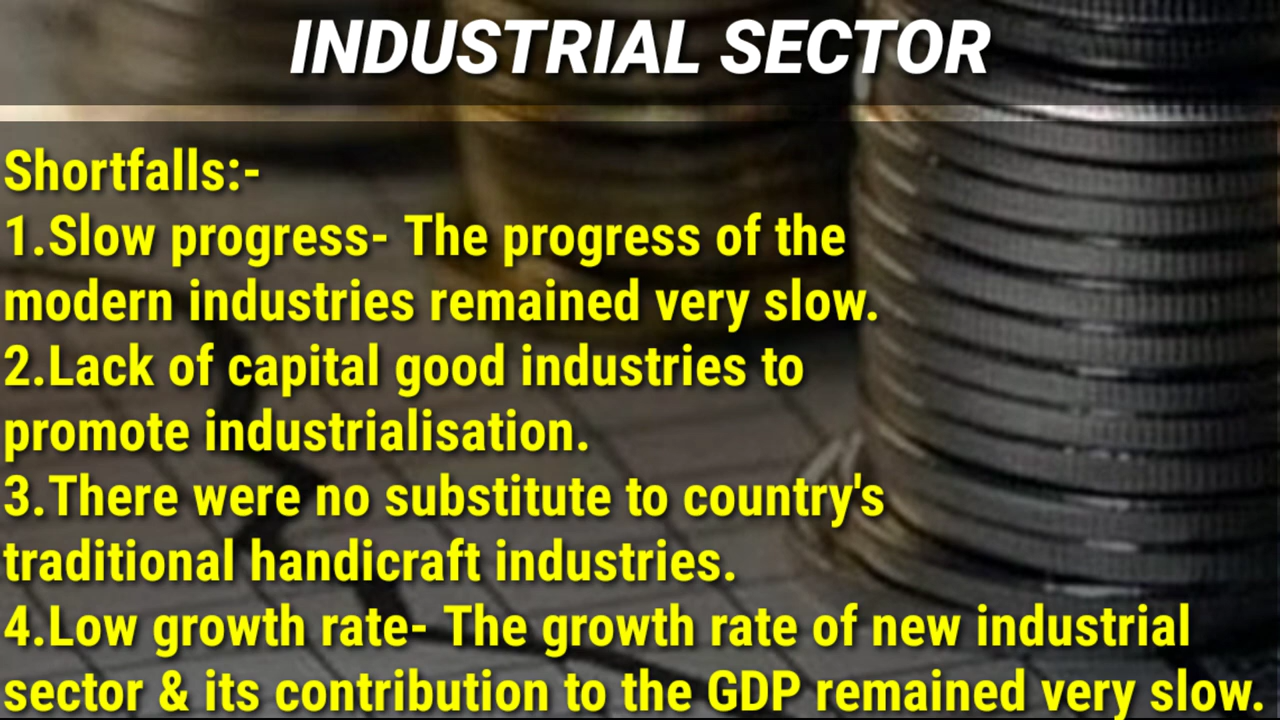 INDUSTRIAL SECTOR
Shortfalls:-
1.Slow progress- The progress of the
modern industries remained very slow.
2.Lack of capital good industries to
promote industrialisation.
3.There were no substitute to country's
traditional handicraft industries.
4.Low growth rate- The growth rate of new industrial
sector & its contribution to the GDP remained very slow.